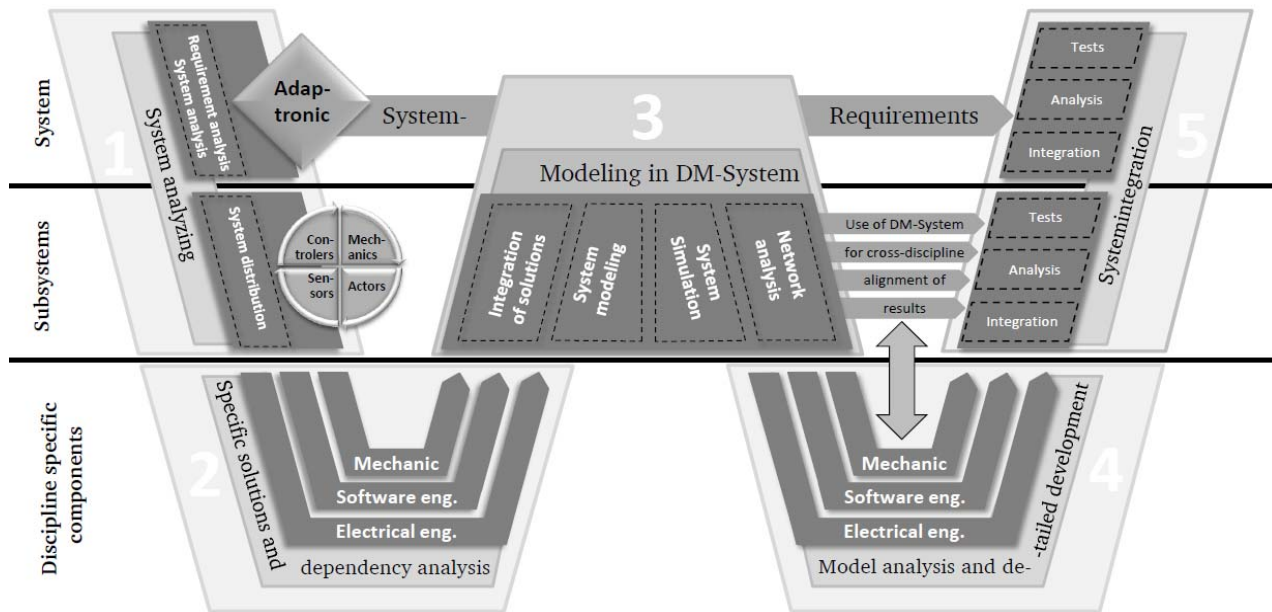 System
Subsystems
Discipline specific
components
1
System analyzing
Requirement analysis
System analysis
Adap-
tronic
System distribution
Con-
trolers
Mech-
anics
Sen-
sors
Actors
System-
Requirements
3
Modeling in DM-System
Integration
of solutions
System
modeling
System
Simulation
Network
analysis
Use of DM-System
for cross-discipline
alignment of
results
5
Systemintegration
Tests
Analysis
Integration
Tests
Analysis
Integration
2
Specific solutions and
dependency analysis
Mechanic
Software eng.
Electrical eng.
4
Model analysis and de-
-tailed development
Mechanic
Software eng.
Electrical eng.